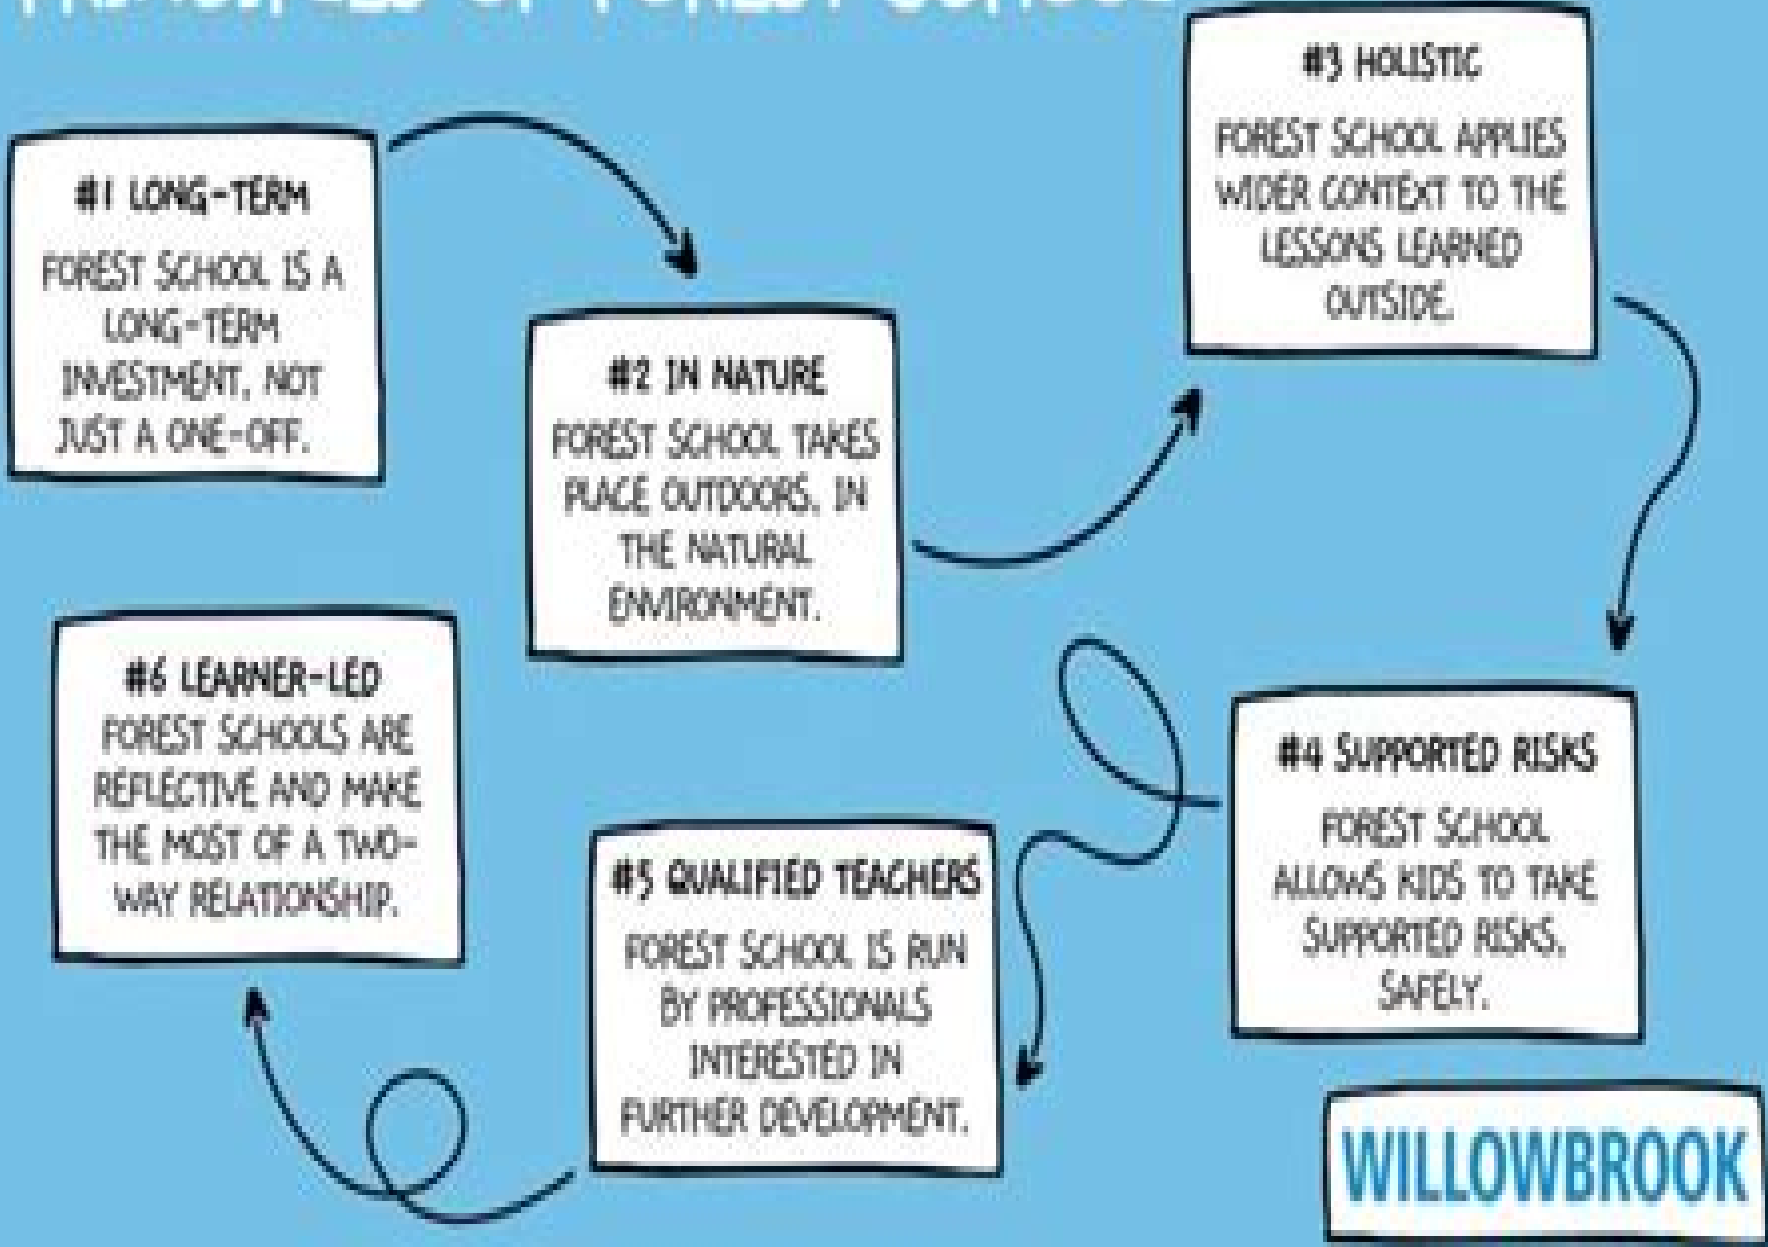 PRINCIPLES OF FOREST SCHOOL
#1 LONG-TERM
FOREST SCHOOL IS A
LONG-TERM
INVESTMENT, NOT
JUST A ONE-OFF.
#2 IN NATURE
FOREST SCHOOL TAKES
PLACE OUTDOORS, IN
THE NATURAL
ENVIRONMENT.
#3 HOLISTIC
FOREST SCHOOL APPLIES
WIDER CONTEXT TO THE
LESSONS LEARNED
OUTSIDE.
#4 SUPPORTED RISKS
FOREST SCHOOL
ALLOWS KIDS TO TAKE
SUPPORTED RISKS,
SAFELY.
#5 QUALIFIED TEACHERS
FOREST SCHOOL IS RUN
BY PROFESSIONALS
INTERESTED IN
FURTHER DEVELOPMENT.
#6 LEARNER-LED
FOREST SCHOOLS ARE
REFLECTIVE AND MAKE
THE MOST OF A TWO-
WAY RELATIONSHIP.
WILLOWBROOK